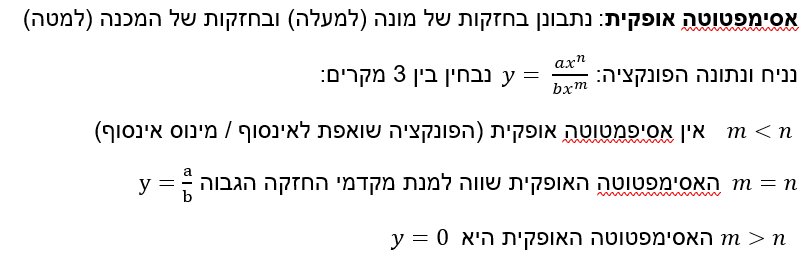 אסימפטוטה אופקית: נתבונן בחזקות של מונה (למעלה) ובחזקות של המכנה (למטה)
נניח ונתונה הפונקציה: y = \frac{ax^n}{bx^m} נבחין בין 3 מקרים:
m < n אין אסיפמטוטה אופקית (הפונקציה שואפת לאינסוף / מינוס אינסוף)
m = n האסימפטוטה האופקית שווה למנת מקדמי החזקה הגבוה y = \frac{a}{b}
m > n האסימפטוטה האופקית היא y = 0